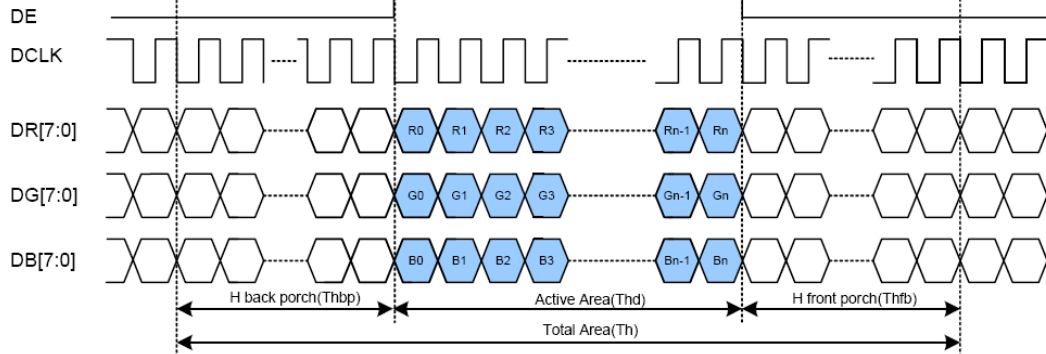 DE
DCLK
DR[7:0] R0 R1 R2 R3 Rn-1 Rn
DG[7:0] G0 G1 G2 G3 Gn-1 Gn
DB[7:0] B0 B1 B2 B3 Bn-1 Bn
H back porch(Thbp) Active Area(Thd) H front porch(Thfb)
Total Area(Th)